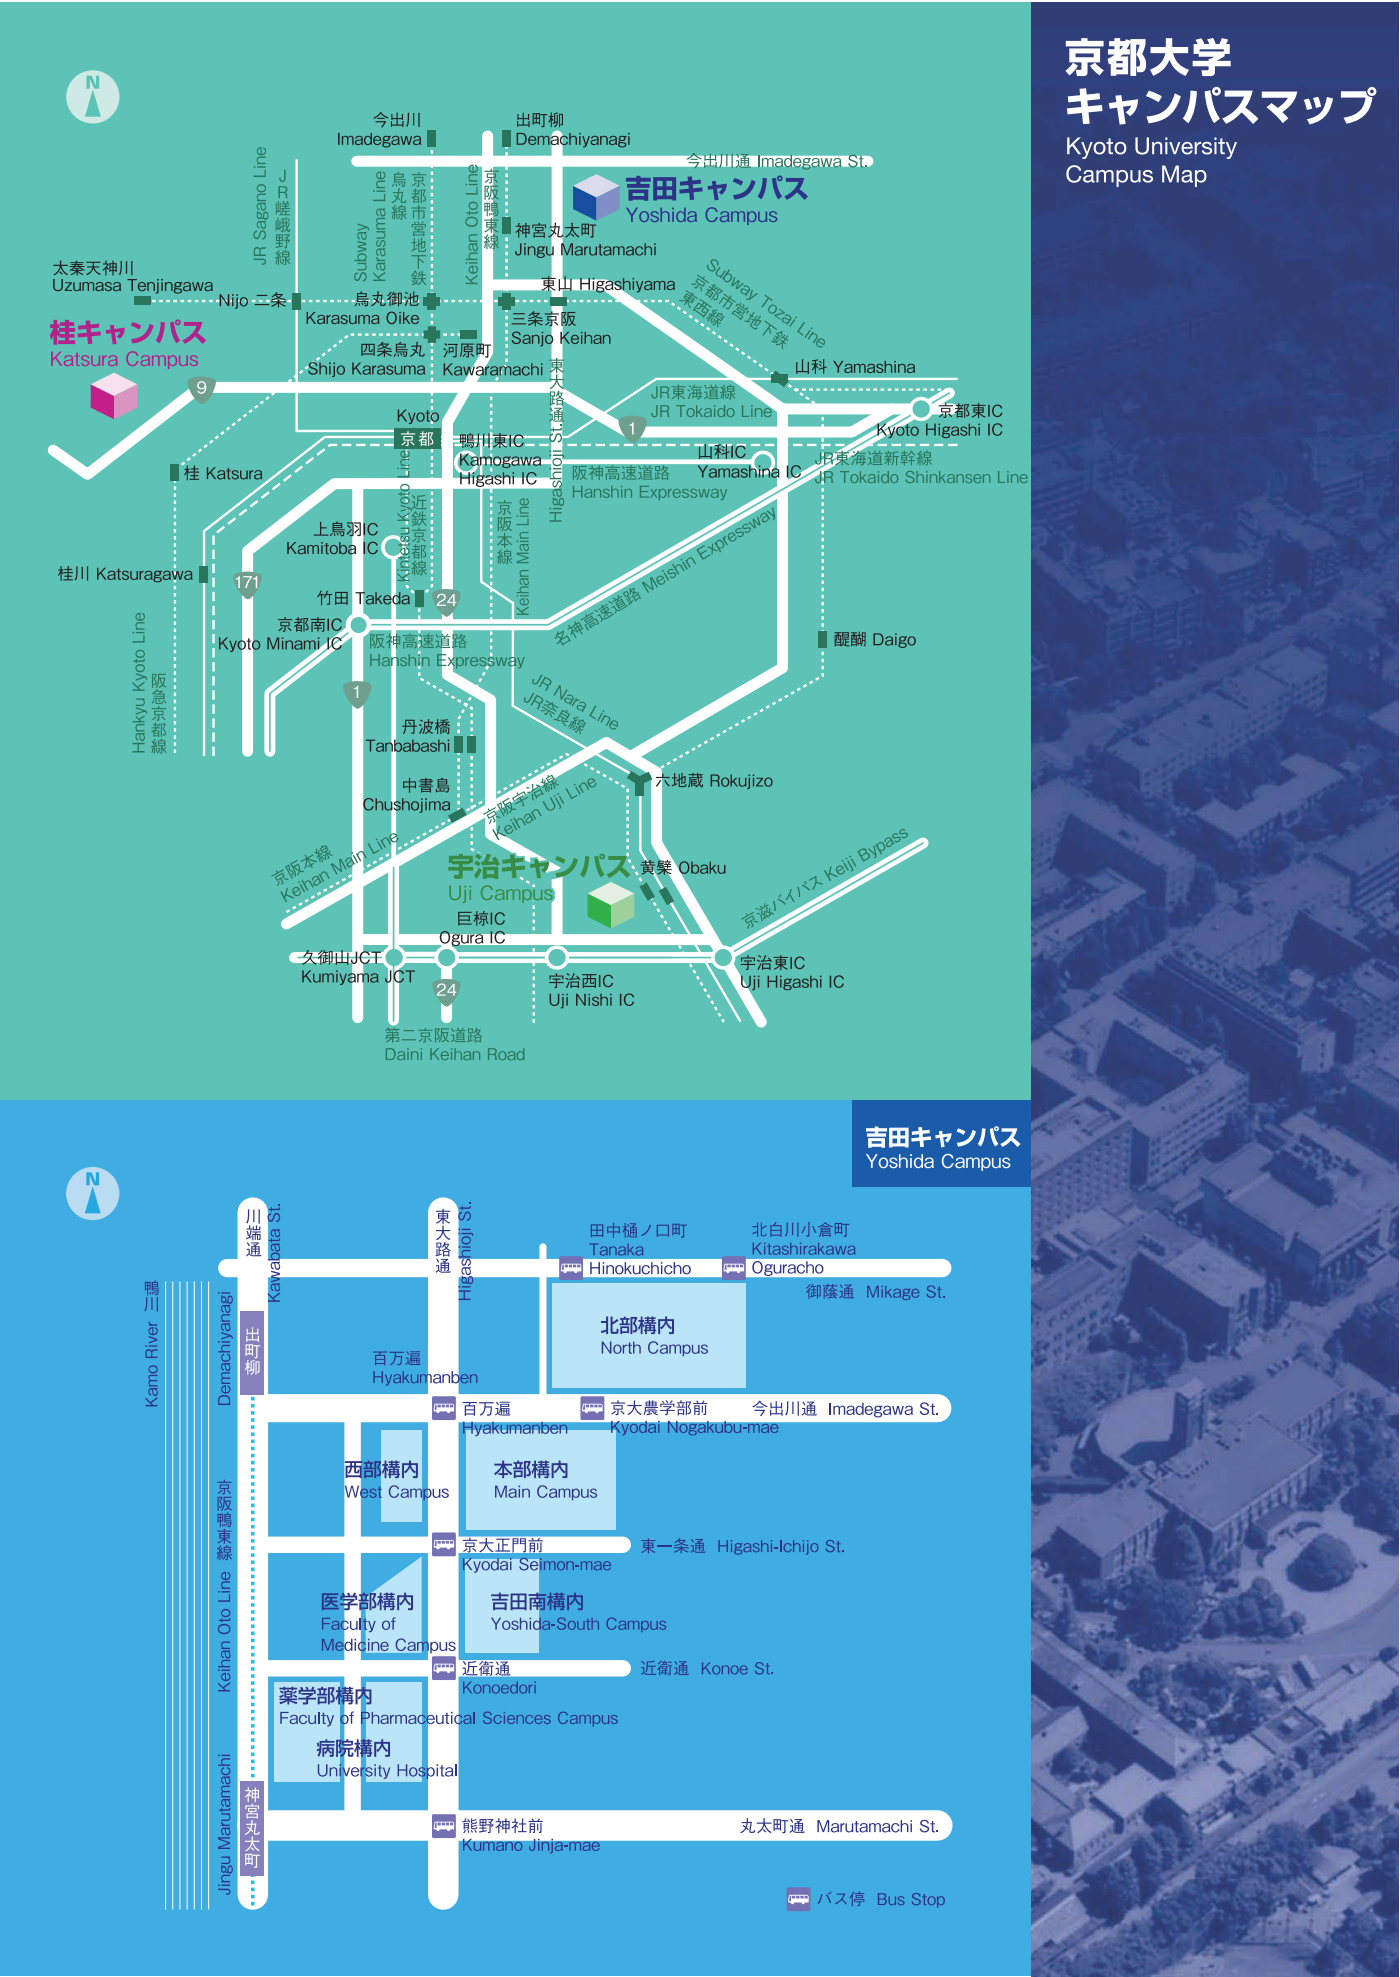 京都大学
キャンパスマップ
Kyoto University
Campus Map
N
今出川
Imadegawa
出町柳
Demachiyanagi
今出川通 Imadegawa St.
吉田キャンパス
Yoshida Campus
JR Sagano Line
JR嵯峨野線
Subway
Karasuma Line
烏丸線
京都市営地下鉄
Keihan Oto Line
京阪鴨東線
神宮丸太町
Jingu Marutamachi
太秦天神川
Uzumasa Tenjingawa
Nijo 二条
烏丸御池
Karasuma Oike
東山 Higashiyama
三条京阪
Sanjo Keihan
Subway Tozai Line
京都市営地下鉄
東西線
桂キャンパス
Katsura Campus
四条烏丸
Shijo Karasuma
河原町
Kawaramachi
山科 Yamashina
9
東大路通
Higashioji St.
JR東海道線
JR Tokaido Line
1
京都東IC
Kyoto Higashi IC
Kyoto
京都
鴨川東IC
Kamogawa
Higashi IC
山科IC
Yamashina IC
阪神高速道路
Hanshin Expressway
JR東海道新幹線
JR Tokaido Shinkansen Line
桂 Katsura
Kintetsu Kyoto Line
近鉄京都線
京阪本線
Keihan Main Line
上鳥羽IC
Kamitoba IC
名神高速道路 Meishin Expressway
桂川 Katsuragawa
171
竹田 Takeda
24
京都南IC
Kyoto Minami IC
阪神高速道路
Hanshin Expressway
醍醐 Daigo
Hankyu Kyoto Line
阪急京都線
1
JR Nara Line
JR奈良線
丹波橋
Tanbabashi
中書島
Chushojima
京阪宇治線
Keihan Uji Line
六地蔵 Rokujizo
京阪本線
Keihan Main Line
宇治キャンパス
Uji Campus
黄檗 Obaku
京滋バイパス Keiji Bypass
巨椋IC
Ogura IC
久御山JCT
Kumiyama JCT
宇治西IC
Uji Nishi IC
宇治東IC
Uji Higashi IC
24
第二京阪道路
Daini Keihan Road
吉田キャンパス
Yoshida Campus
N
川端通
Kawabata St.
東大路通
Higashioji St.
田中樋ノ口町
Tanaka
Hinokuchicho
北白川小倉町
Kitashirakawa
Oguracho
御蔭通 Mikage St.
鴨川
Kamo River
Demachiyanagi
出町柳
北部構内
North Campus
百万遍
Hyakumanben
百万遍
Hyakumanben
京大農学部前
Kyodai Nogakubu-mae
今出川通 Imadegawa St.
西部構内
West Campus
本部構内
Main Campus
京阪鴨東線
Keihan Oto Line
京大正門前
Kyodai Seimon-mae
東一条通 Higashi-Ichijo St.
医学部構内
Faculty of
Medicine Campus
吉田南構内
Yoshida-South Campus
近衛通
Konoedori
近衛通 Konoe St.
薬学部構内
Faculty of Pharmaceutical Sciences Campus
病院構内
University Hospital
Jingu Marutamachi
神宮丸太町
熊野神社前
Kumano Jinja-mae
丸太町通 Marutamachi St.
バス停 Bus Stop